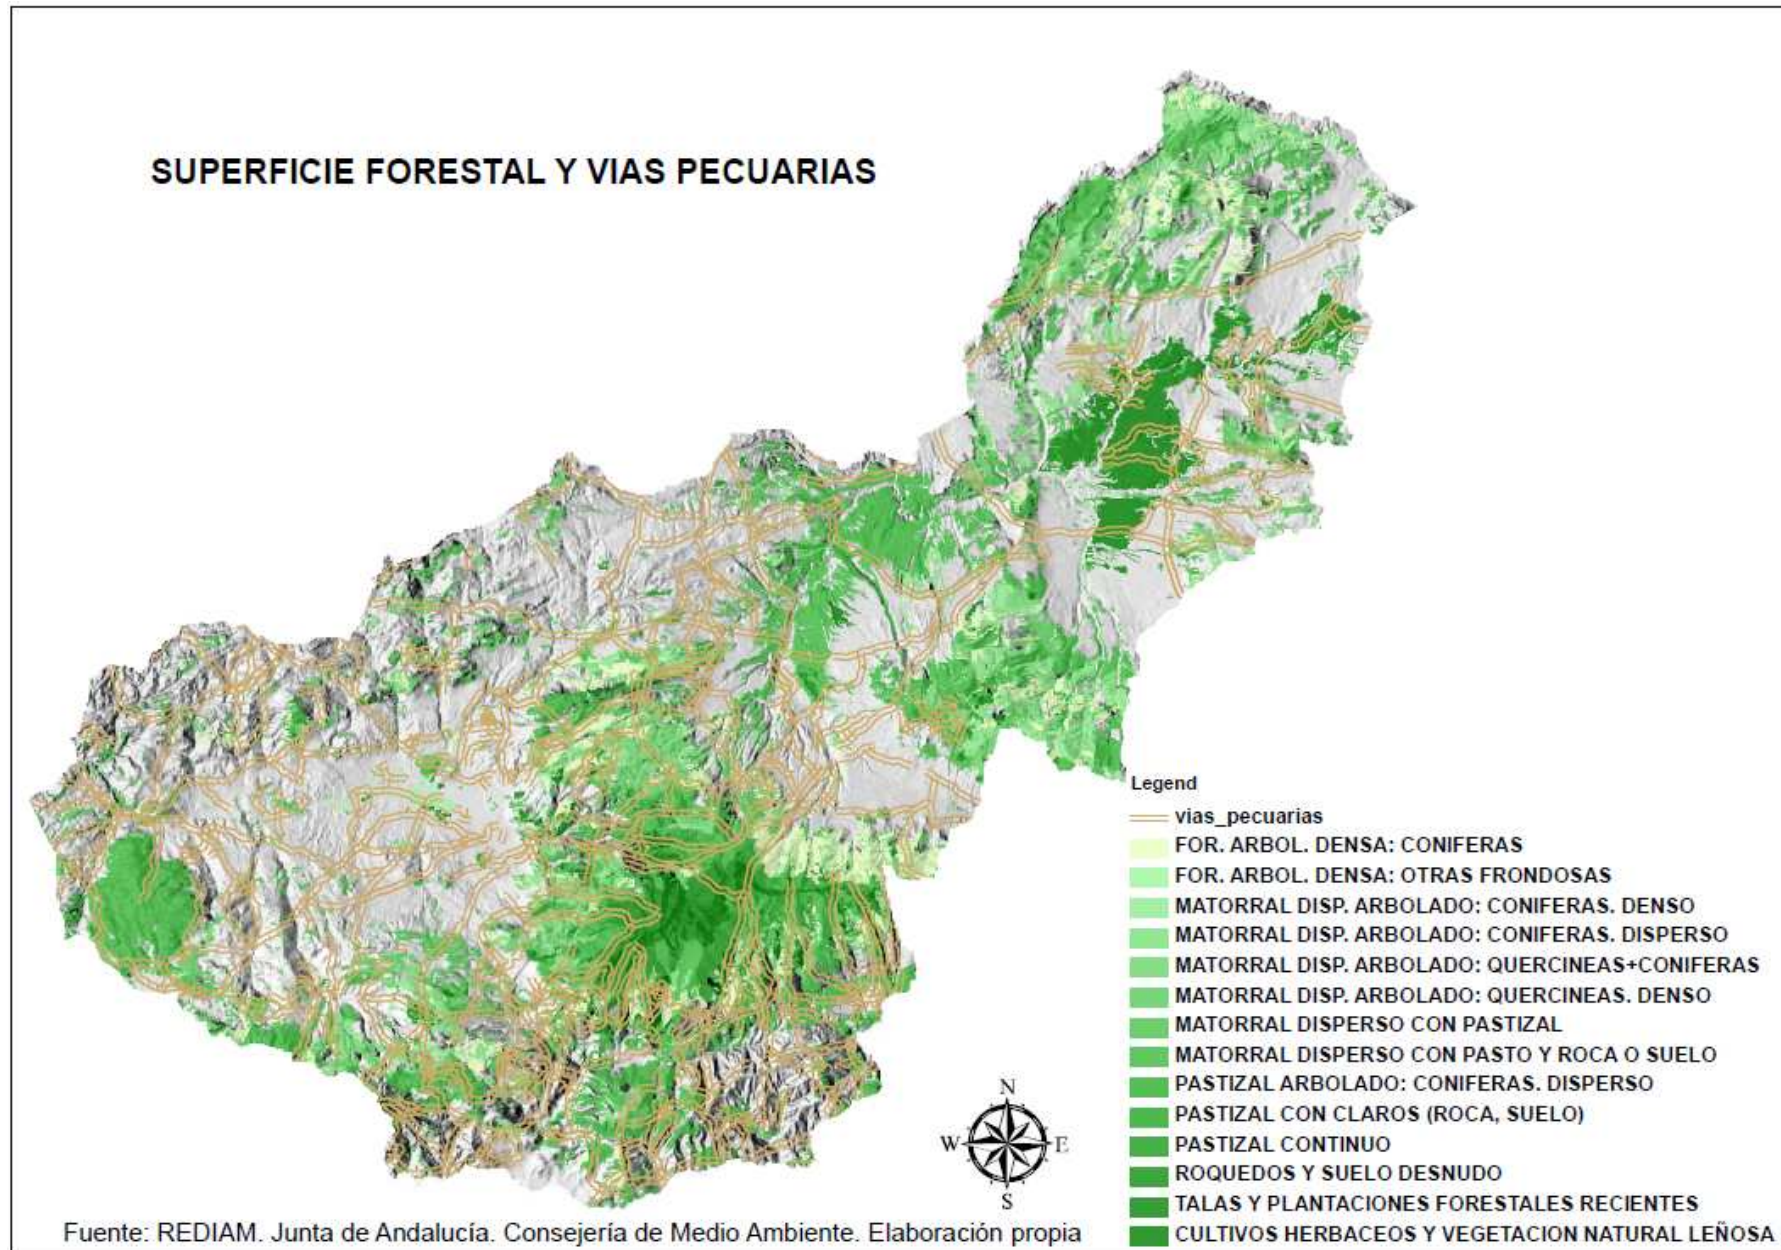 SUPERFICIE FORESTAL Y VIAS PECUARIAS
Legend
vias_pecuarias
FOR. ARBOL. DENSA: CONIFERAS
FOR. ARBOL. DENSA: OTRAS FRONDOSAS
MATORRAL DISP. ARBOLADO: CONIFERAS. DENSO
MATORRAL DISP. ARBOLADO: CONIFERAS. DISPERSO
MATORRAL DISP. ARBOLADO: QUERCINEAS+CONIFERAS
MATORRAL DISP. ARBOLADO: QUERCINEAS. DENSO
MATORRAL DISPERSO CON PASTIZAL
MATORRAL DISPERSO CON PASTO Y ROCA O SUELO
PASTIZAL ARBOLADO: CONIFERAS. DISPERSO
PASTIZAL CON CLAROS (ROCA, SUELO)
PASTIZAL CONTINUO
ROQUEDOS Y SUELO DESNUDO
TALAS Y PLANTACIONES FORESTALES RECIENTES
CULTIVOS HERBACEOS Y VEGETACION NATURAL LEÑOSA
N
W E
S
Fuente: REDIAM. Junta de Andalucía. Consejería de Medio Ambiente. Elaboración propia